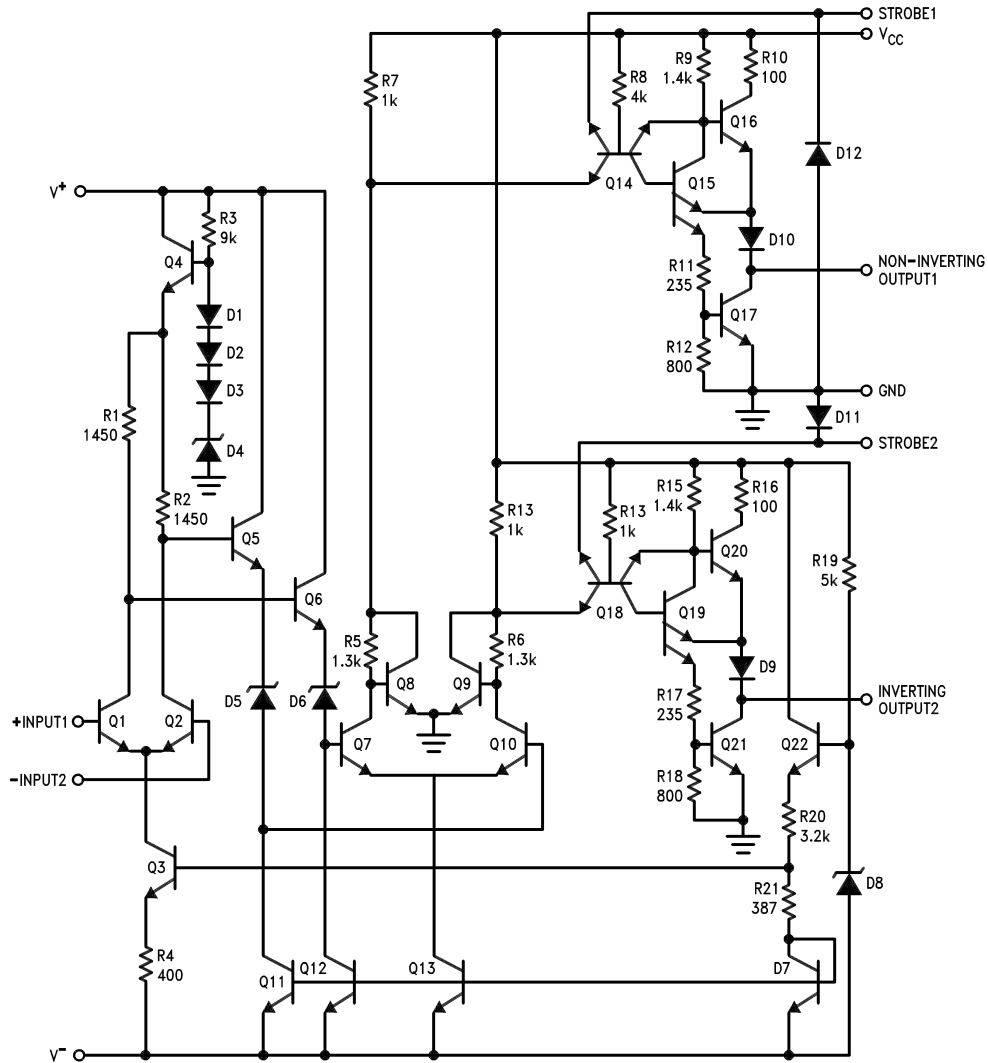 STROBE1
VCC
R7
1k
R8
4k
R9
1.4k
R10
100
Q16
D12
Q14
Q15
V+
R3
9k
Q4
D10
R11
235
NON-INVERTING
OUTPUT1
Q17
D1
D2
R12
800
D3
GND
D11
R1
1450
D4
STROBE2
R2
1450
R13
1k
R13
1k
R15
1.4k
R16
100
Q5
Q20
R19
5k
Q6
Q18
Q19
R5
1.3k
R6
1.3k
D9
Q8
Q9
D5
D6
R17
235
INVERTING
OUTPUT2
+INPUT1
Q1
Q2
Q7
Q10
Q21
Q22
-INPUT2
R18
800
R20
3.2k
Q3
D8
R21
387
R4
400
Q11
Q12
Q13
D7
V-